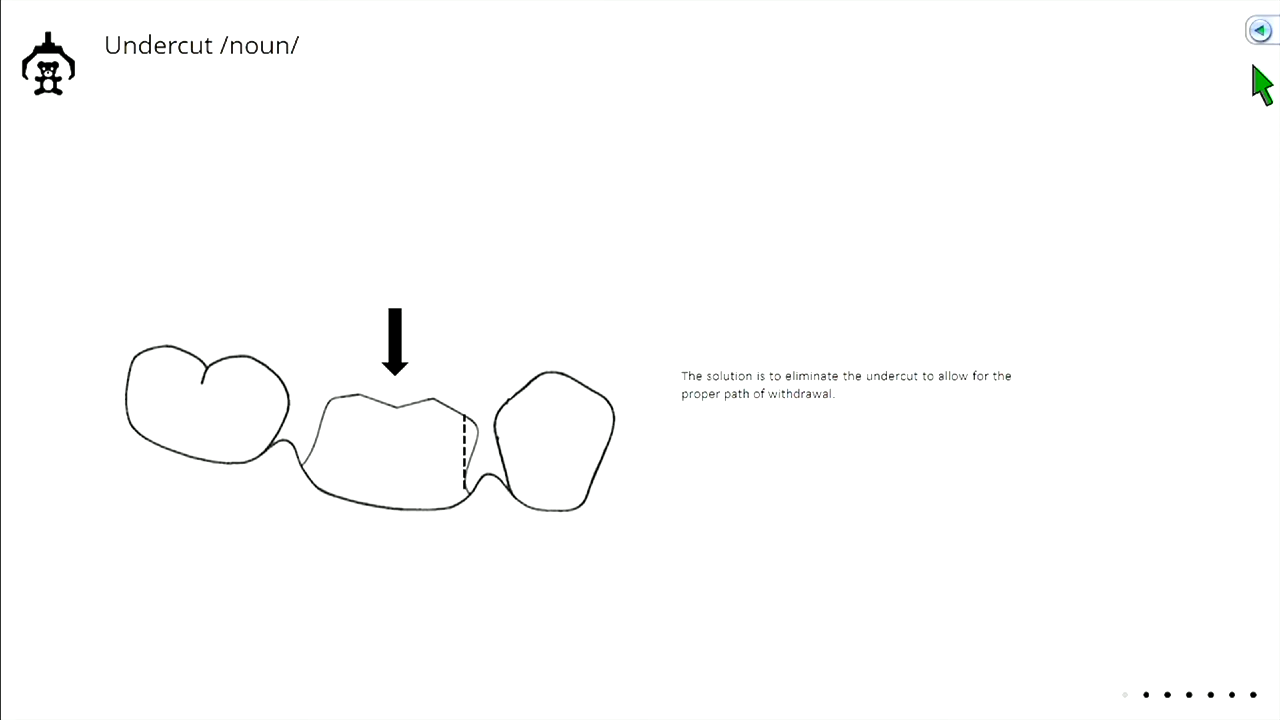 Undercut /noun/
The solution is to eliminate the undercut to allow for the
proper path of withdrawal.